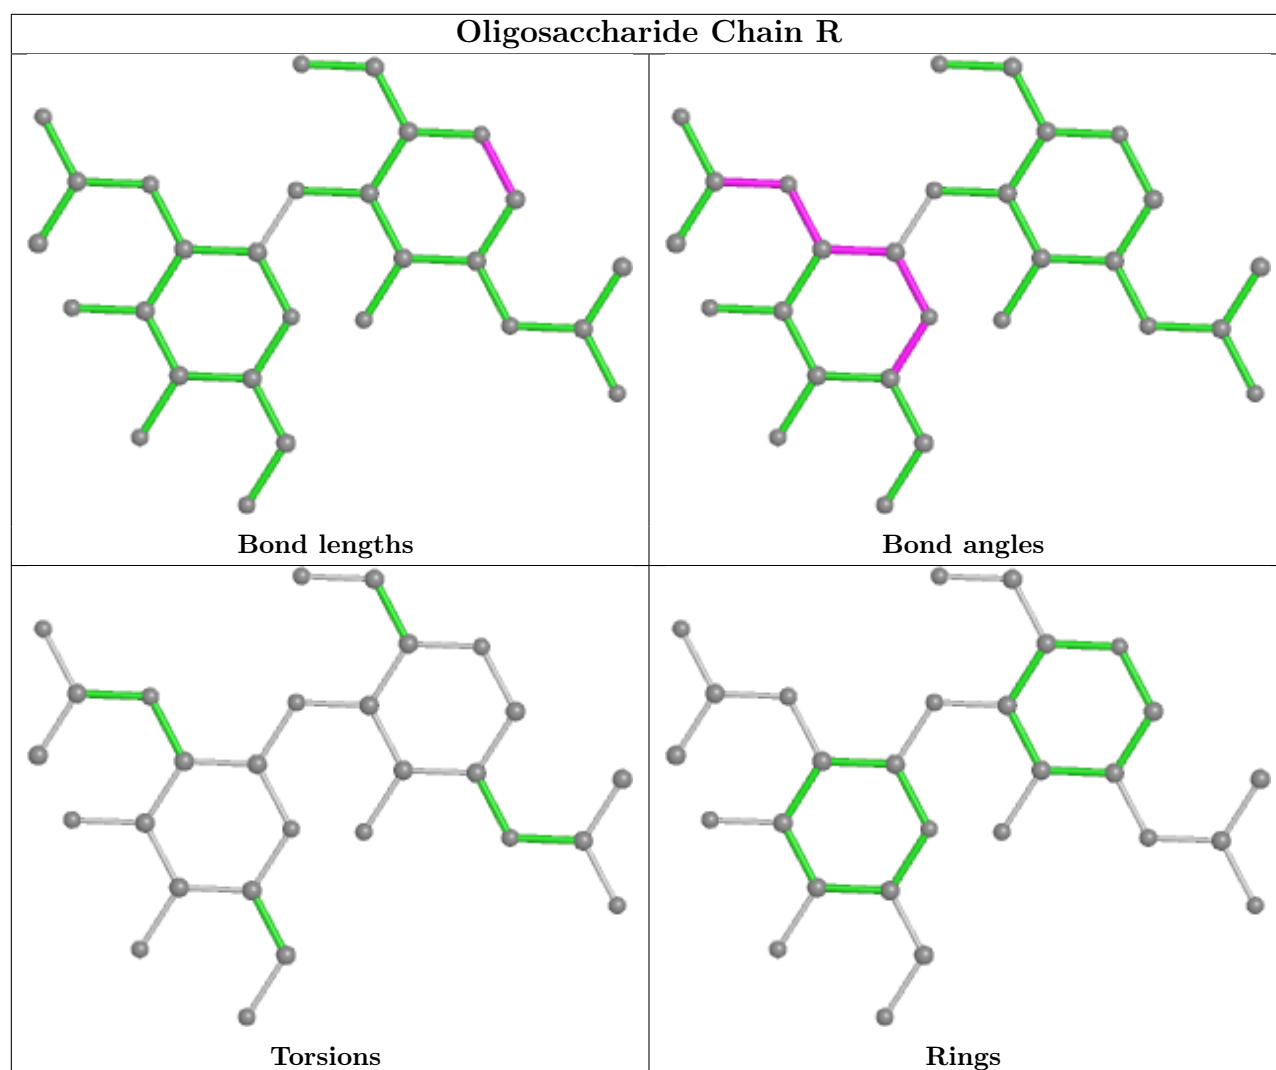 Oligosaccharide Chain R
Bond lengths
Bond angles
Torsions
Rings